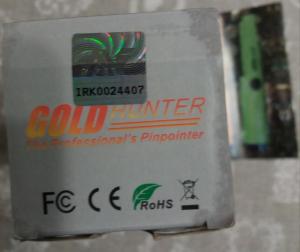 IRK0024407
GOLD HUNTER
The Professional's Pinpointer
FC CE RoHS